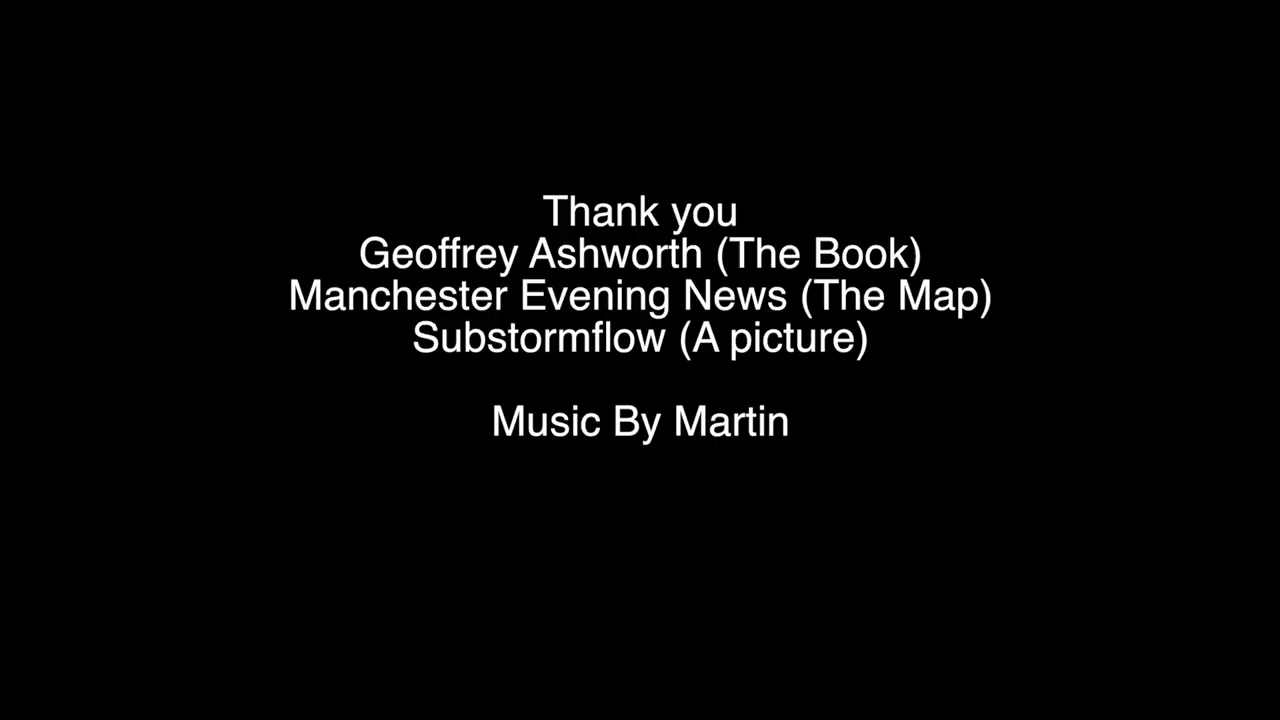 Thank you
Geoffrey Ashworth (The Book)
Manchester Evening News (The Map)
Substormflow (A picture)
Music By Martin